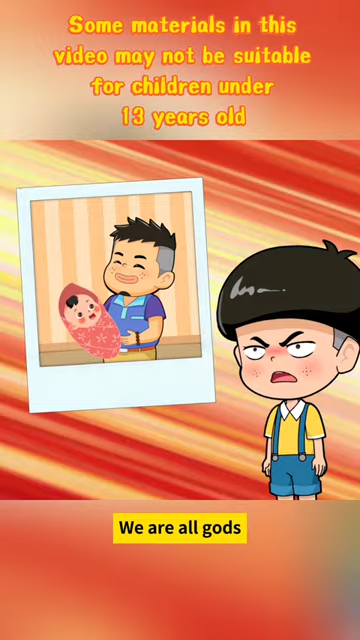 Some materials in this
video may not be suitable
for children under
13 years old
We are all gods